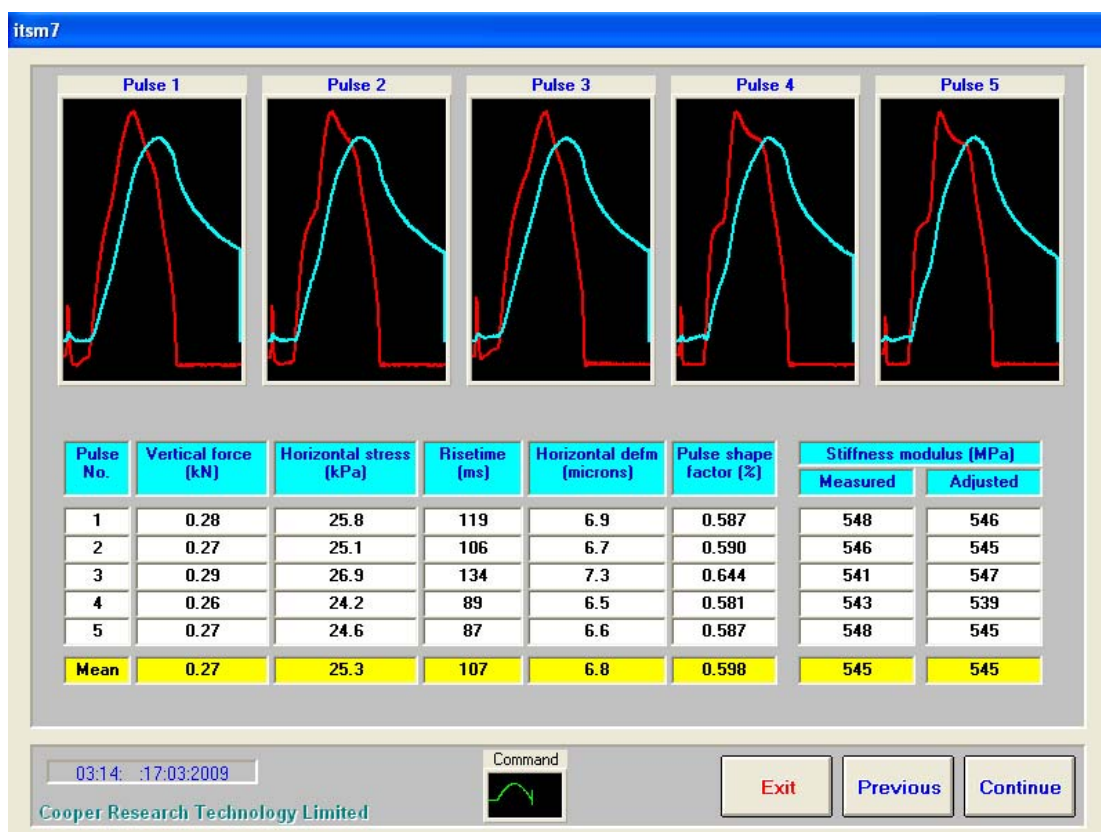 itsm7
Pulse 1 Pulse 2 Pulse 3 Pulse 4 Pulse 5
Pulse No. Vertical force (kN) Horizontal stress (kPa) Risetime (ms) Horizontal defm (microns) Pulse shape factor (%) Stiffness modulus (MPa)
Measured Adjusted
1 0.28 25.8 119 6.9 0.587 548 546
2 0.27 25.1 106 6.7 0.590 546 545
3 0.29 26.9 134 7.3 0.644 541 547
4 0.26 24.2 89 6.5 0.581 543 539
5 0.27 24.6 87 6.6 0.587 548 545
Mean 0.27 25.3 107 6.8 0.598 545 545
03:14: :17:03:2009
Cooper Research Technology Limited
Command
Exit Previous Continue